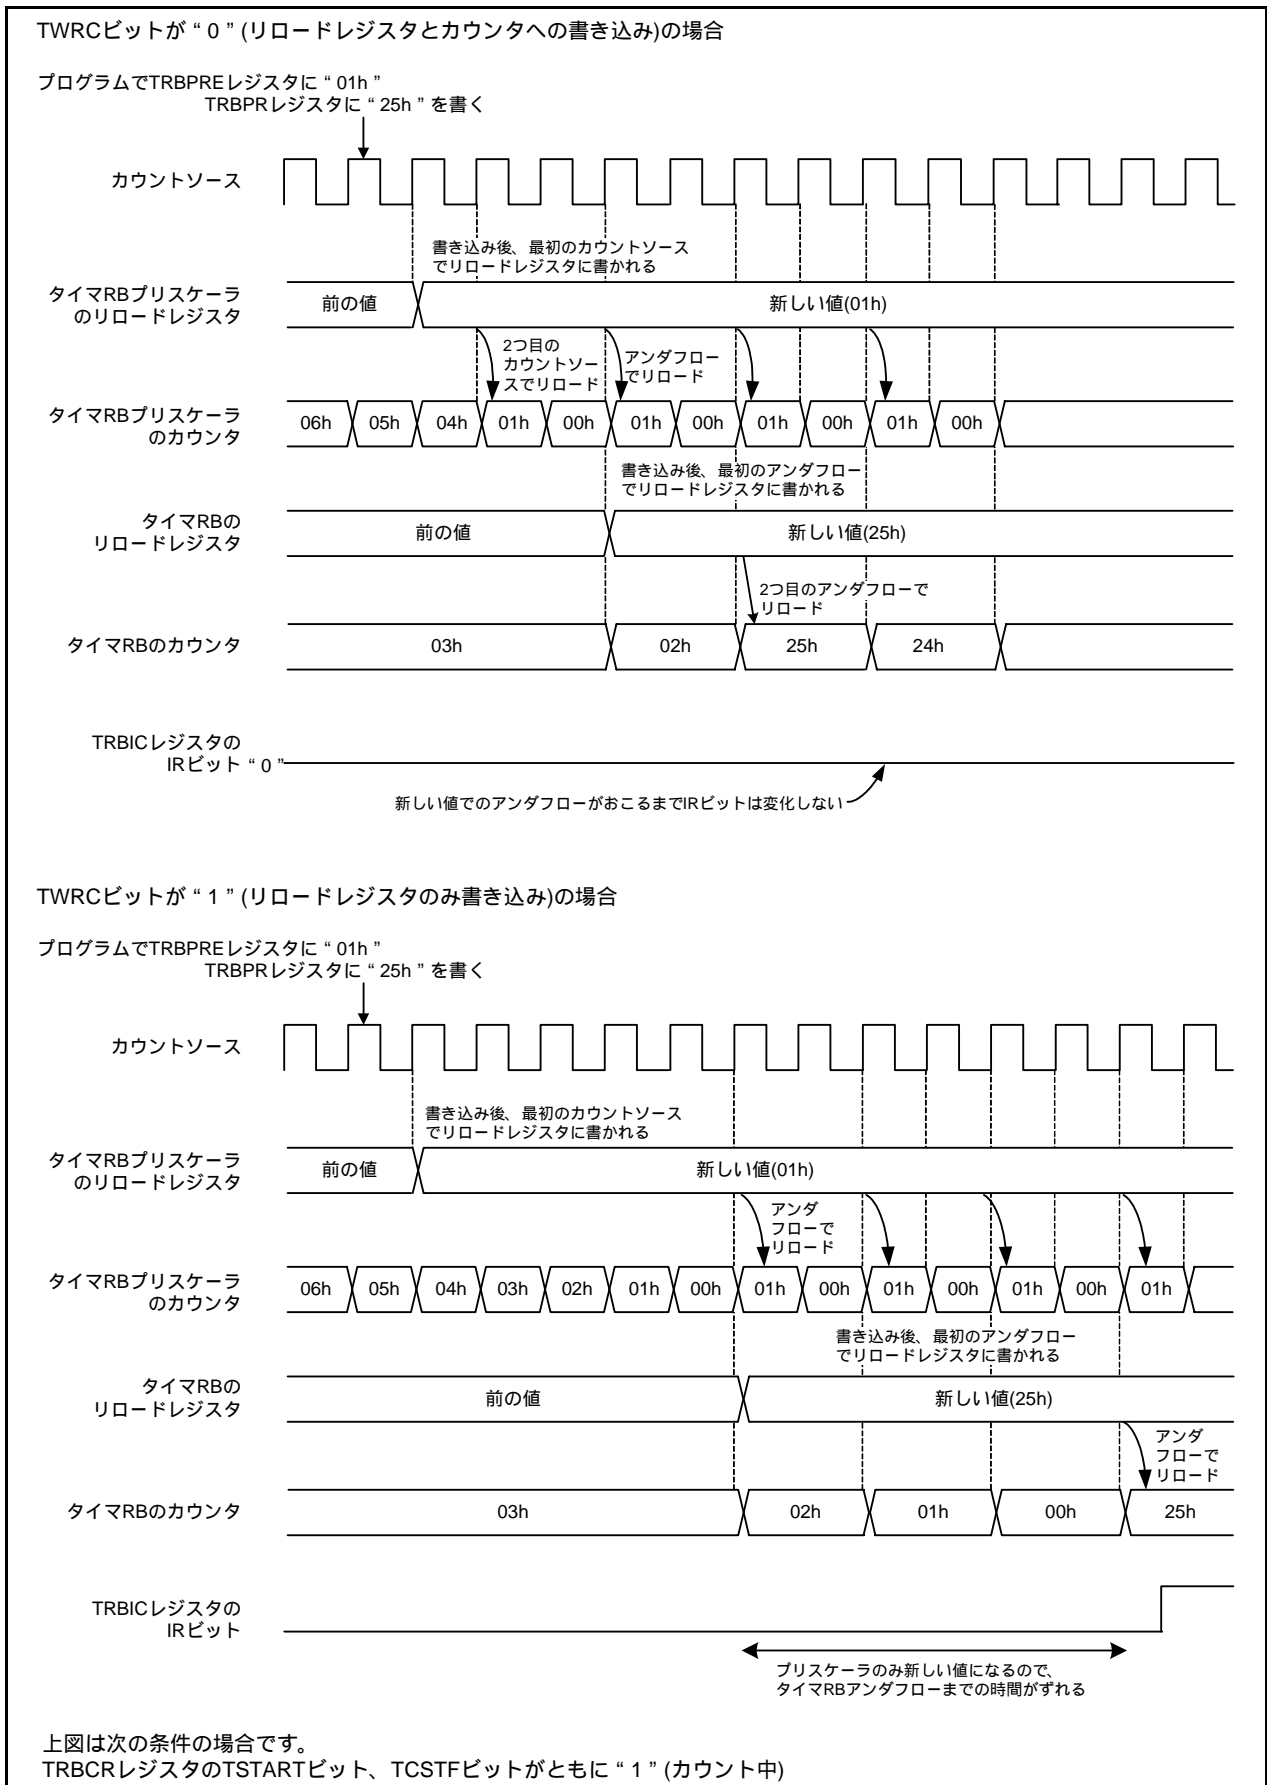 TWRCビットが“0”(リロードレジスタとカウンタへの書き込み)の場合
プログラムでTRBPREレジスタに“01h”
TRBPRレジスタに“25h”を書く
カウントソース
書き込み後、最初のカウントソース
でリロードレジスタに書かれる
タイマRBプリスケーラ
のリロードレジスタ
前の値
新しい値(01h)
2つ目の
カウントソー
スでリロード
アンダフロー
でリロード
タイマRBプリスケーラ
のカウンタ
06h 05h 04h 01h 00h 01h 00h 01h 00h 01h 00h
書き込み後、最初のアンダフロー
でリロードレジスタに書かれる
タイマRBの
リロードレジスタ
前の値
新しい値(25h)
2つ目のアンダフローで
リロード
タイマRBのカウンタ
03h 02h 25h 24h
TRBICレジスタの
IRビット“0”
新しい値でのアンダフローがおこるまでIRビットは変化しない
TWRCビットが“1”(リロードレジスタのみ書き込み)の場合
プログラムでTRBPREレジスタに“01h”
TRBPRレジスタに“25h”を書く
カウントソース
書き込み後、最初のカウントソース
でリロードレジスタに書かれる
タイマRBプリスケーラ
のリロードレジスタ
前の値
新しい値(01h)
アンダ
フローで
リロード
タイマRBプリスケーラ
のカウンタ
06h 05h 04h 03h 02h 01h 00h 01h 00h 01h 00h 01h 00h 01h
書き込み後、最初のアンダフロー
でリロードレジスタに書かれる
タイマRBの
リロードレジスタ
前の値
新しい値(25h)
アンダ
フローで
リロード
タイマRBのカウンタ
03h 02h 01h 00h 25h
TRBICレジスタの
IRビット
プリスケーラのみ新しい値になるので、
タイマRBアンダフローまでの時間がずれる
上図は次の条件の場合です。
TRBCRレジスタのTSTARTビット、TCSTFビットがともに“1”(カウント中)